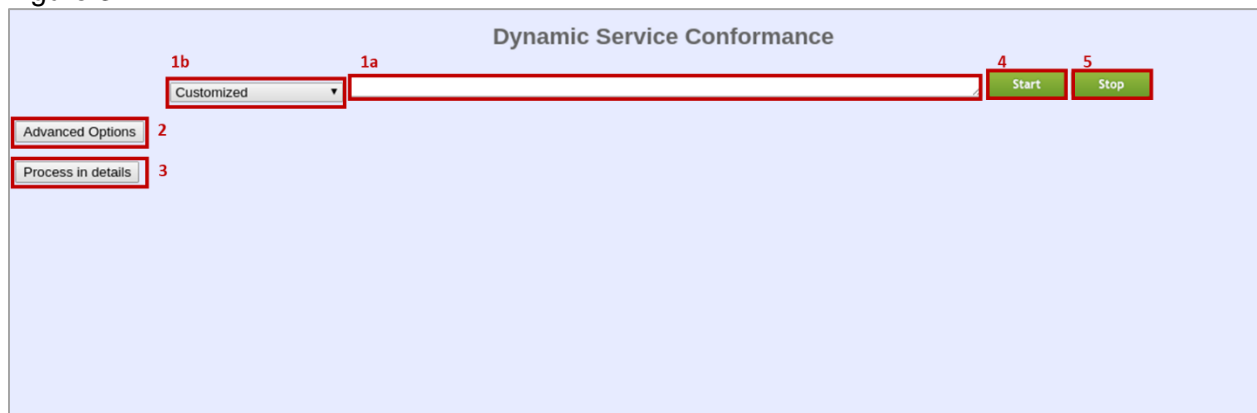 Dynamic Service Conformance
1b 1a 4 5
Customized Start Stop
Advanced Options 2
Process in details 3